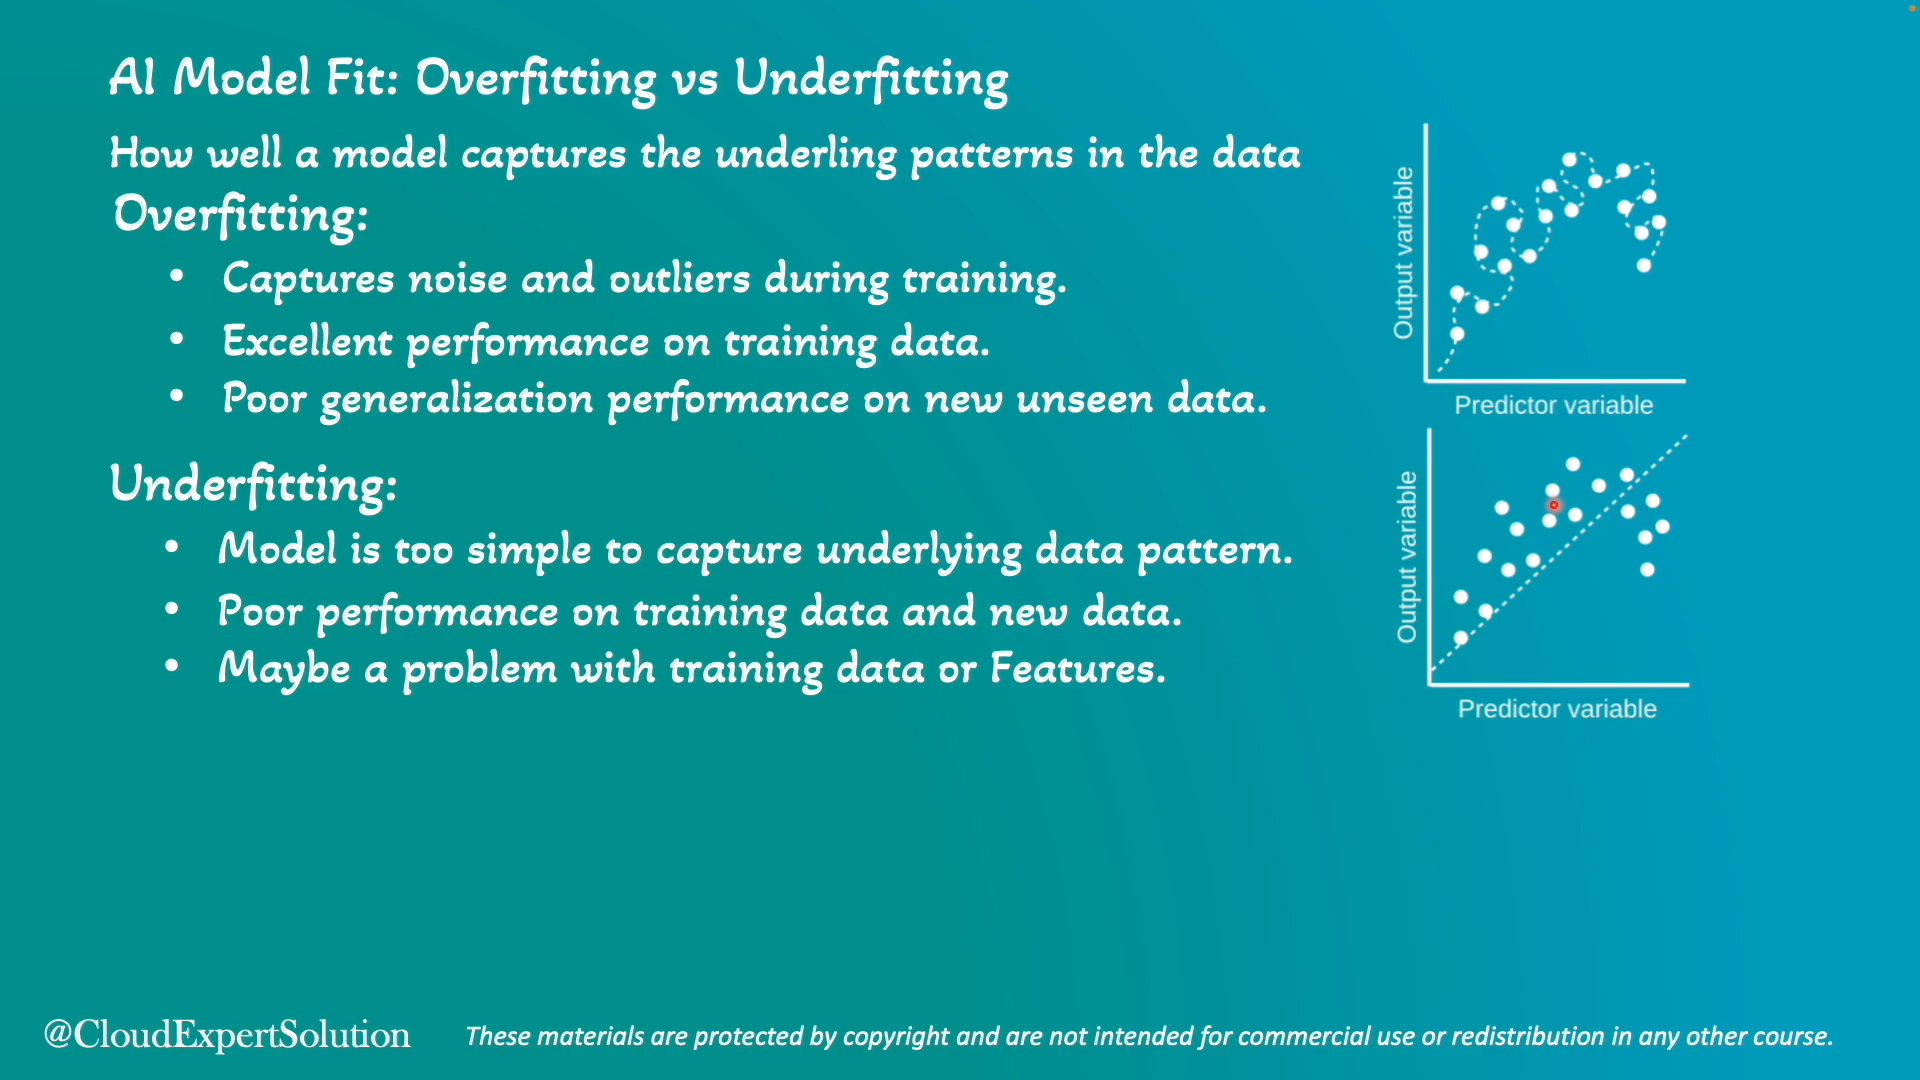 AI Model Fit: Overfitting vs Underfitting
How well a model captures the underling patterns in the data
Overfitting:
• Captures noise and outliers during training.
• Excellent performance on training data.
• Poor generalization performance on new unseen data.
Output variable
Predictor variable
Underfitting:
• Model is too simple to capture underlying data pattern.
• Poor performance on training data and new data.
• Maybe a problem with training data or Features.
Output variable
Predictor variable
@CloudExpertSolution
These materials are protected by copyright and are not intended for commercial use or redistribution in any other course.